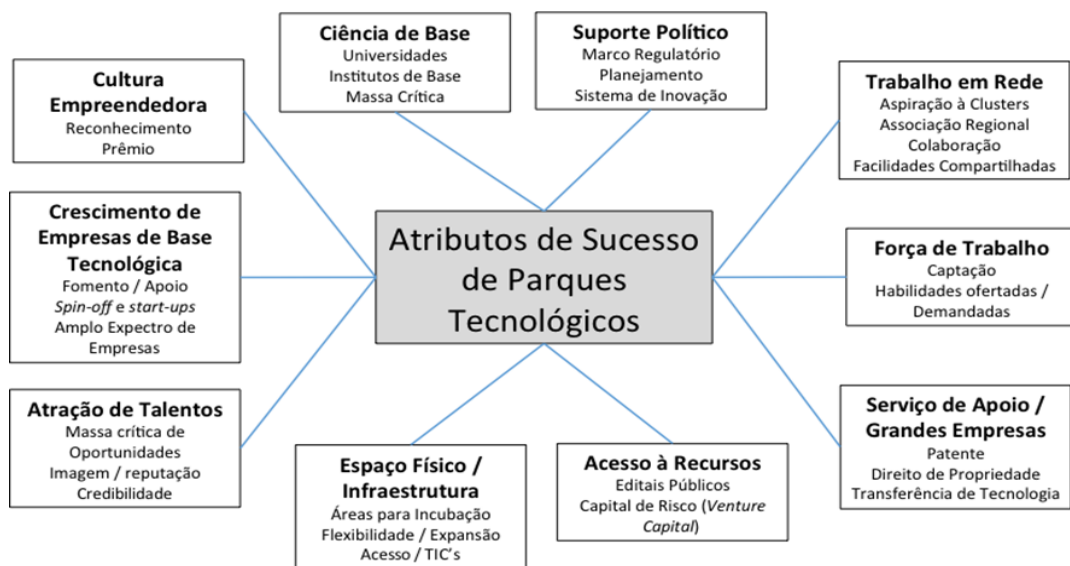 Ciência de Base
Universidades
Institutos de Base
Massa Crítica
Suporte Político
Marco Regulatório
Planejamento
Sistema de Inovação
Cultura
Empreendedora
Reconhecimento
Prêmio
Trabalho em Rede
Aspiração à Clusters
Associação Regional
Colaboração
Facilidades Compartilhadas
Crescimento de
Empresas de Base
Tecnológica
Fomento / Apoio
Spin-off e start-ups
Amplo Expectro de
Empresas
Atributos de Sucesso
de Parques
Tecnológicos
Força de Trabalho
Captação
Habilidades ofertadas /
Demandadas
Atração de Talentos
Massa crítica de
Oportunidades
Imagem / reputação
Credibilidade
Espaço Físico /
Infraestrutura
Áreas para Incubação
Flexibilidade / Expansão
Acesso / TIC's
Acesso à Recursos
Editais Públicos
Capital de Risco (Venture
Capital)
Serviço de Apoio /
Grandes Empresas
Patente
Direito de Propriedade
Transferência de Tecnologia